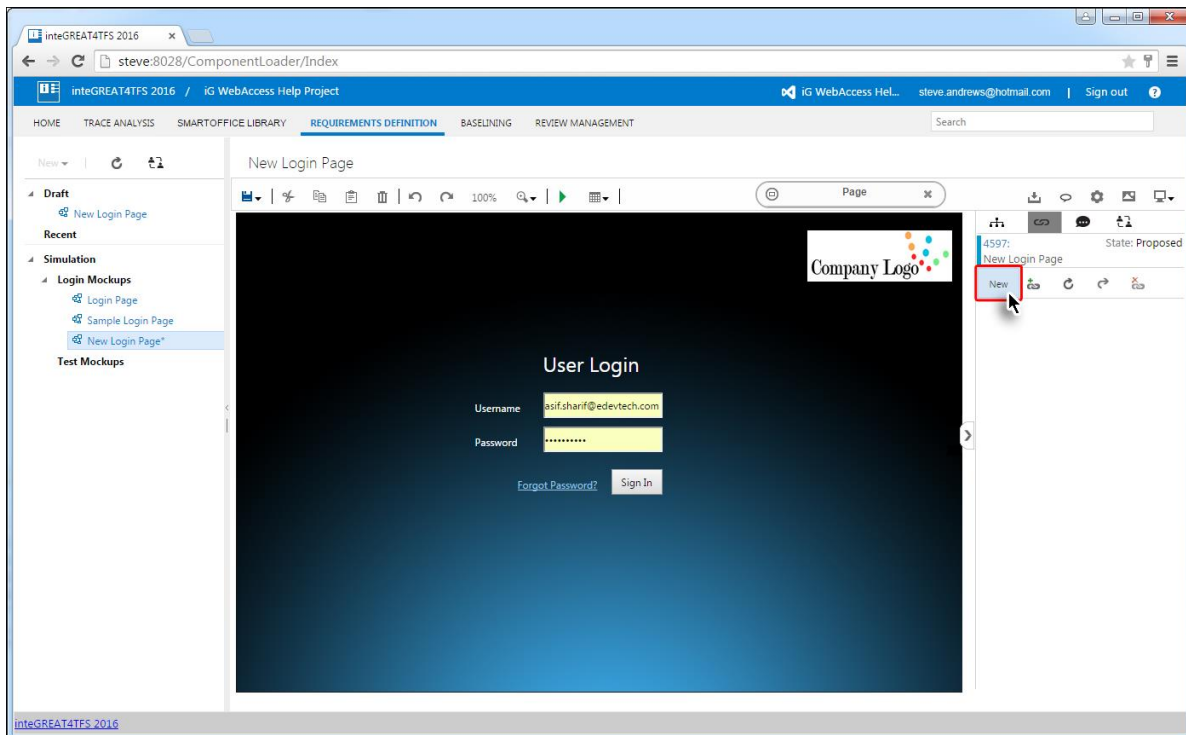 inteGREAT4TFS 2016
steve:8028/ComponentLoader/Index
inteGREAT4TFS 2016 / iG WebAccess Help Project
iG WebAccess Hel... steve.andrews@hotmail.com | Sign out ?
HOME TRACE ANALYSIS SMARTOFFICE LIBRARY REQUIREMENTS DEFINITION BASELINING REVIEW MANAGEMENT Search
New
New Login Page
Draft
New Login Page
Recent
Simulation
Login Mockups
Login Page
Sample Login Page
New Login Page*
Test Mockups
100%
Page
Company Logo
User Login
Username asif.sharif@edevtech.com
Password ••••••••••
Forgot Password? Sign In
4597: State: Proposed
New Login Page
New
inteGREAT4TFS 2016